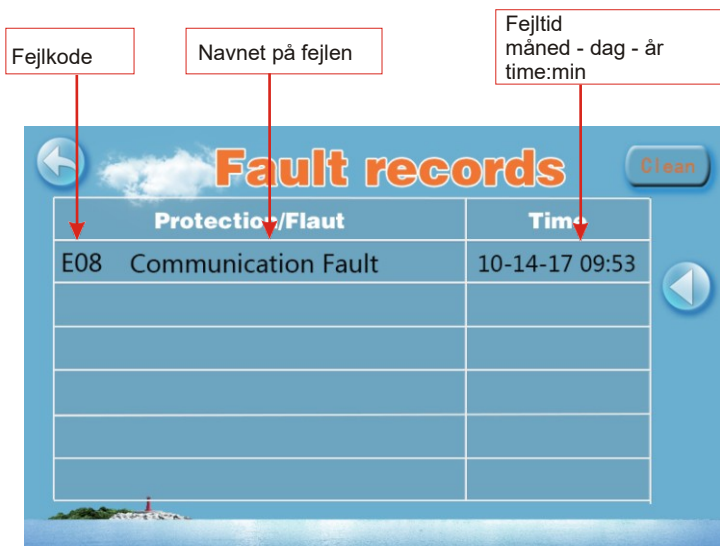 Fejlkode
Navnet på fejlen
Fejltid
måned - dag - år
time:min
Fault records
Clean
Protection/Flaut
Time
E08 Communication Fault
10-14-17 09:53